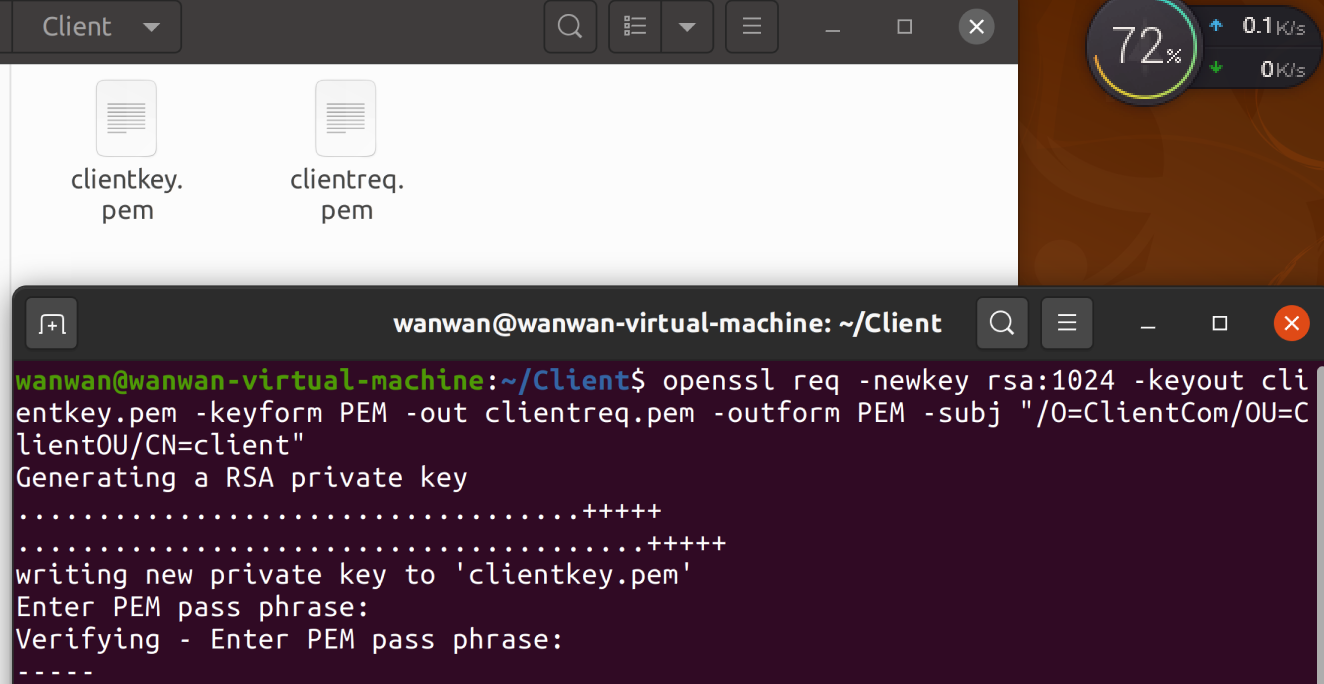 Client
72%
0.1K/s
0K/s
clientkey.
pem
clientreq.
pem
wanwan@wanwan-virtual-machine: ~/Client
wanwan@wanwan-virtual-machine:~/Client$ openssl req -newkey rsa:1024 -keyout cli
entkey.pem -keyform PEM -out clientreq.pem -outform PEM -subj "/O=ClientCom/OU=C
lientOU/CN=client"
Generating a RSA private key
...................................+++++
.......................................+++++
writing new private key to 'clientkey.pem'
Enter PEM pass phrase:
Verifying - Enter PEM pass phrase:
-----